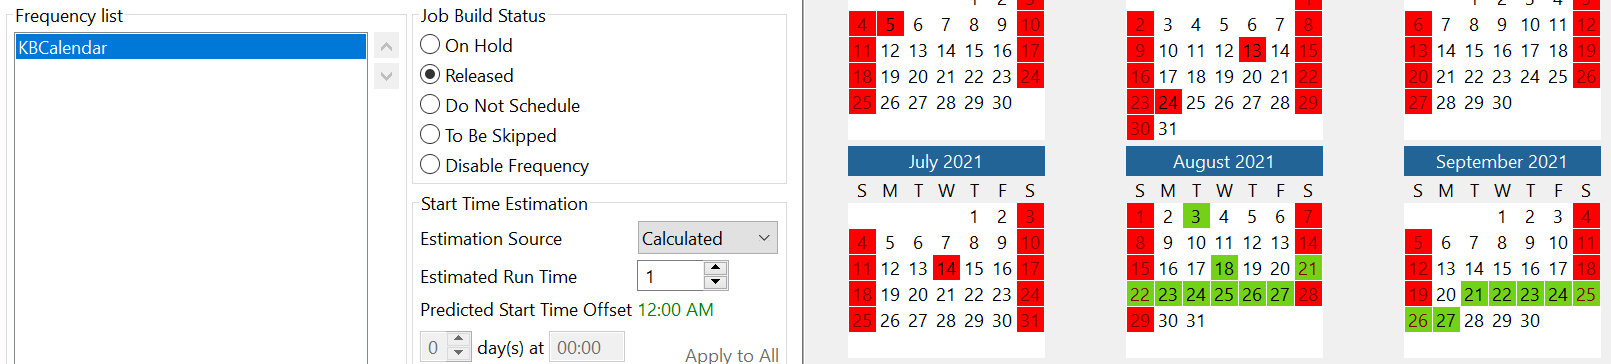 Frequency list
KBCalendar
Job Build Status
On Hold
Released
Do Not Schedule
To Be Skipped
Disable Frequency
Start Time Estimation
Estimation Source Calculated
Estimated Run Time 1
Predicted Start Time Offset 12:00 AM
0 day(s) at 00:00
Apply to All
4 5 6 7 8 9 10
11 12 13 14 15 16 17
18 19 20 21 22 23 24
25 26 27 28 29 30
2 3 4 5 6 7 8
9 10 11 12 13 14 15
16 17 18 19 20 21 22
23 24 25 26 27 28 29
30 31
6 7 8 9 10 11 12
13 14 15 16 17 18 19
20 21 22 23 24 25 26
27 28 29 30
July 2021
S M T W T F S
1 2 3
4 5 6 7 8 9 10
11 12 13 14 15 16 17
18 19 20 21 22 23 24
25 26 27 28 29 30 31
August 2021
S M T W T F S
1 2 3 4 5 6 7
8 9 10 11 12 13 14
15 16 17 18 19 20 21
22 23 24 25 26 27 28
29 30 31
September 2021
S M T W T F S
1 2 3 4
5 6 7 8 9 10 11
12 13 14 15 16 17 18
19 20 21 22 23 24 25
26 27 28 29 30